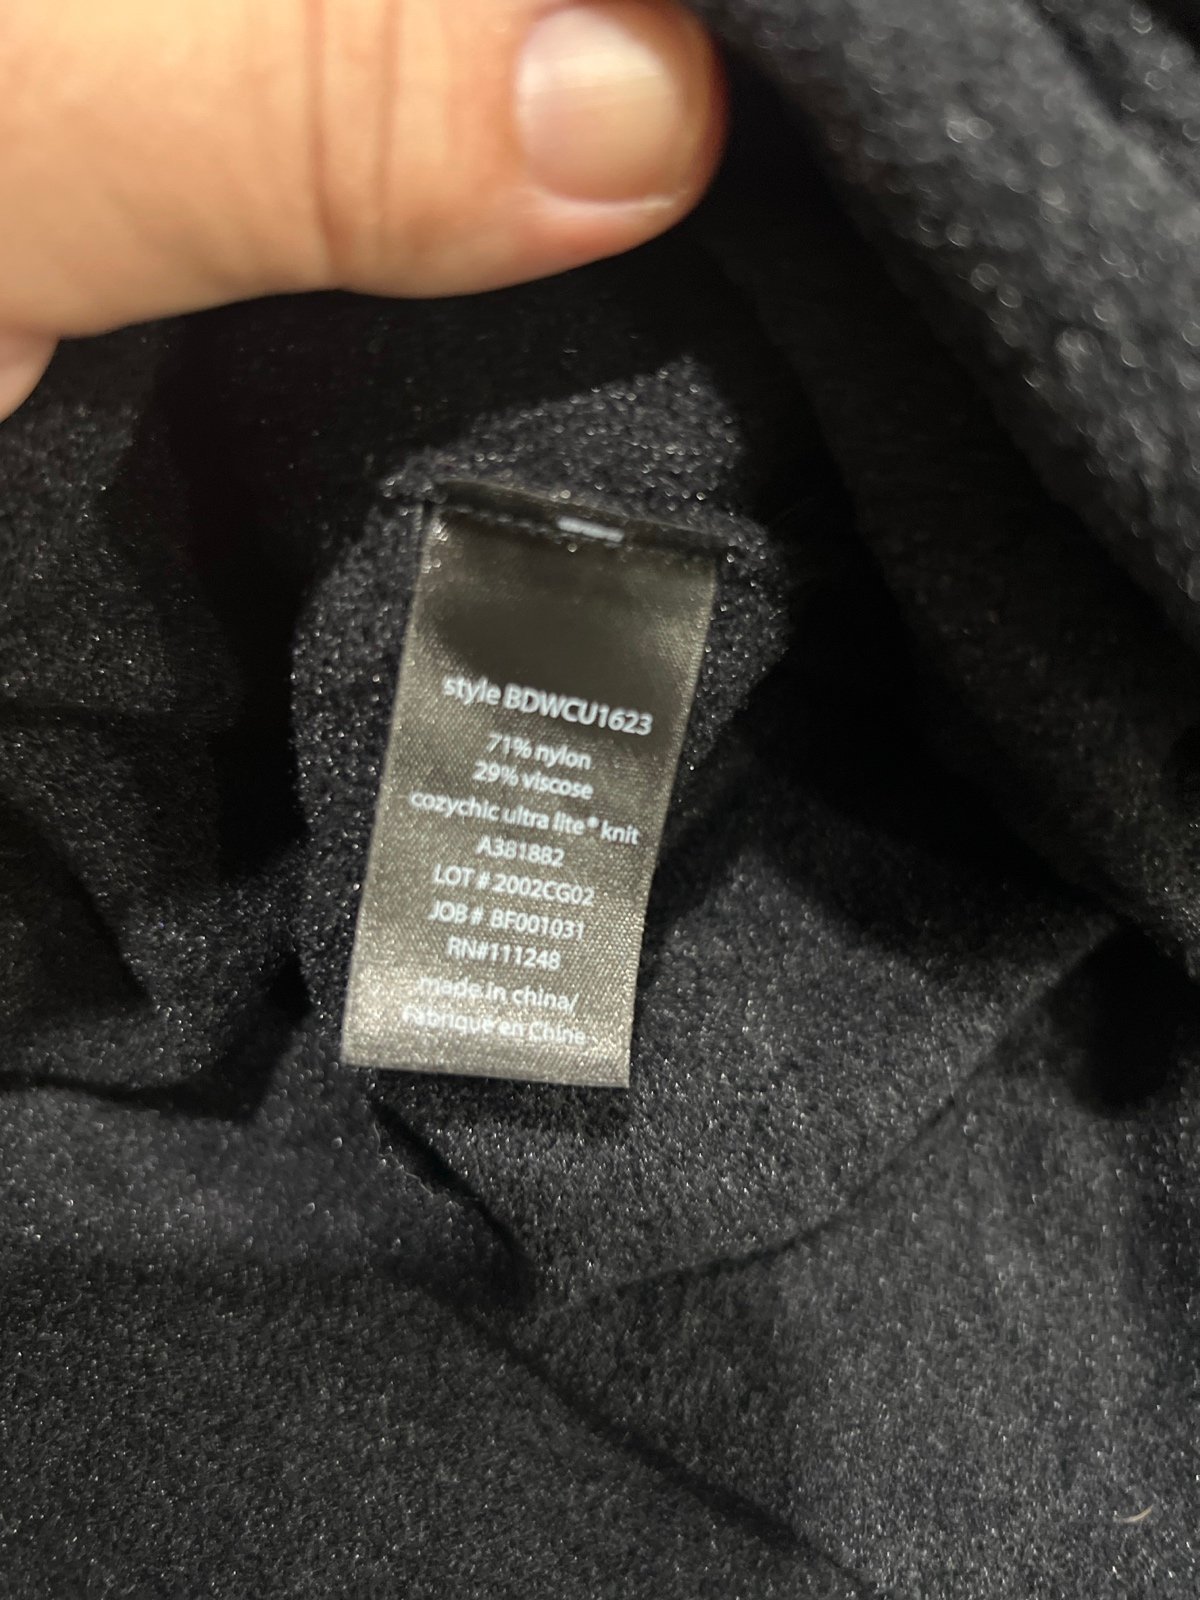 style BDWCU1623
71% nylon
29% viscose
cozychic ultra lite® knit
A381882
LOT # 2002CG02
JOB # BF001031
RN#111248
made in china/
Fabriqué en Chine